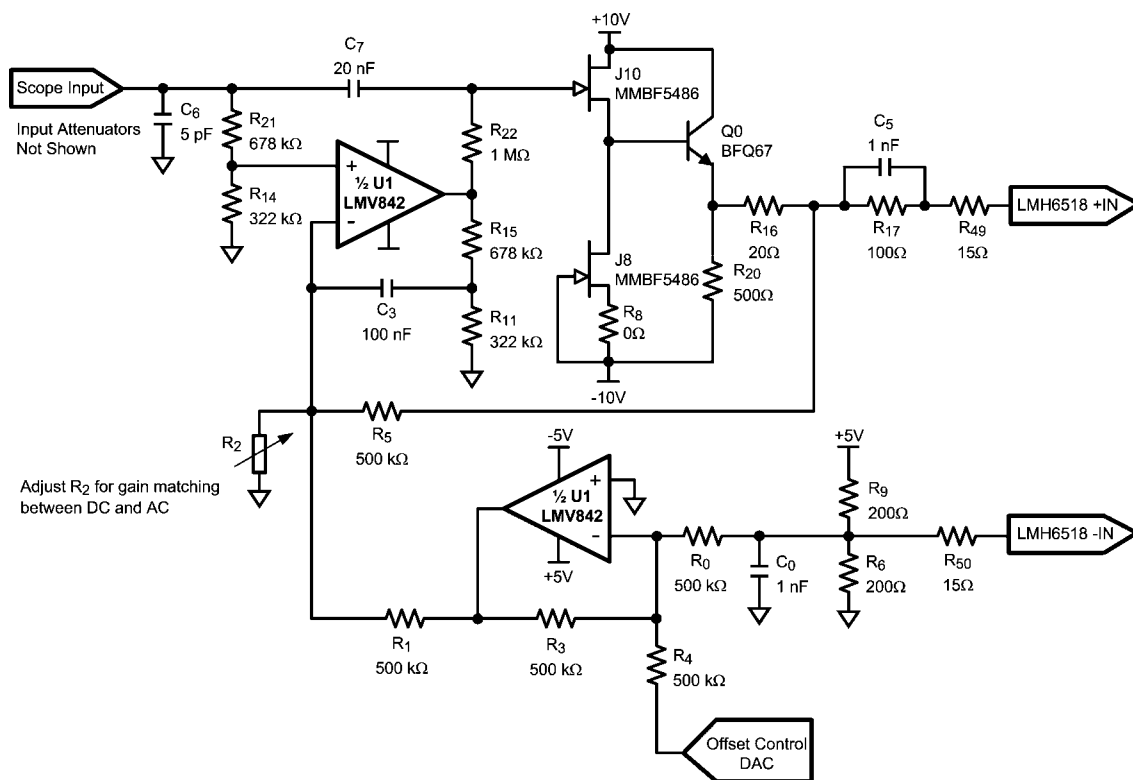 +10V
C7
20 nF
Scope Input
J10
MMBF5486
C6
5 pF
Input Attenuators
Not Shown
R21
678 kΩ
R22
1 MΩ
Q0
BFQ67
C5
1 nF
+
½ U1
LMV842
-
R14
322 kΩ
LMH6518 +IN
R15
678 kΩ
R16
20Ω
R17
100Ω
R49
15Ω
J8
MMBF5486
R20
500Ω
C3
100 nF
R11
322 kΩ
R8
0Ω
-10V
R2
R5
500 kΩ
-5V
+5V
Adjust R2 for gain matching
between DC and AC
½ U1
LMV842
+
-
+5V
R9
200Ω
LMH6518 -IN
R0
500 kΩ
C0
1 nF
R6
200Ω
R50
15Ω
R1
500 kΩ
R3
500 kΩ
R4
500 kΩ
Offset Control
DAC